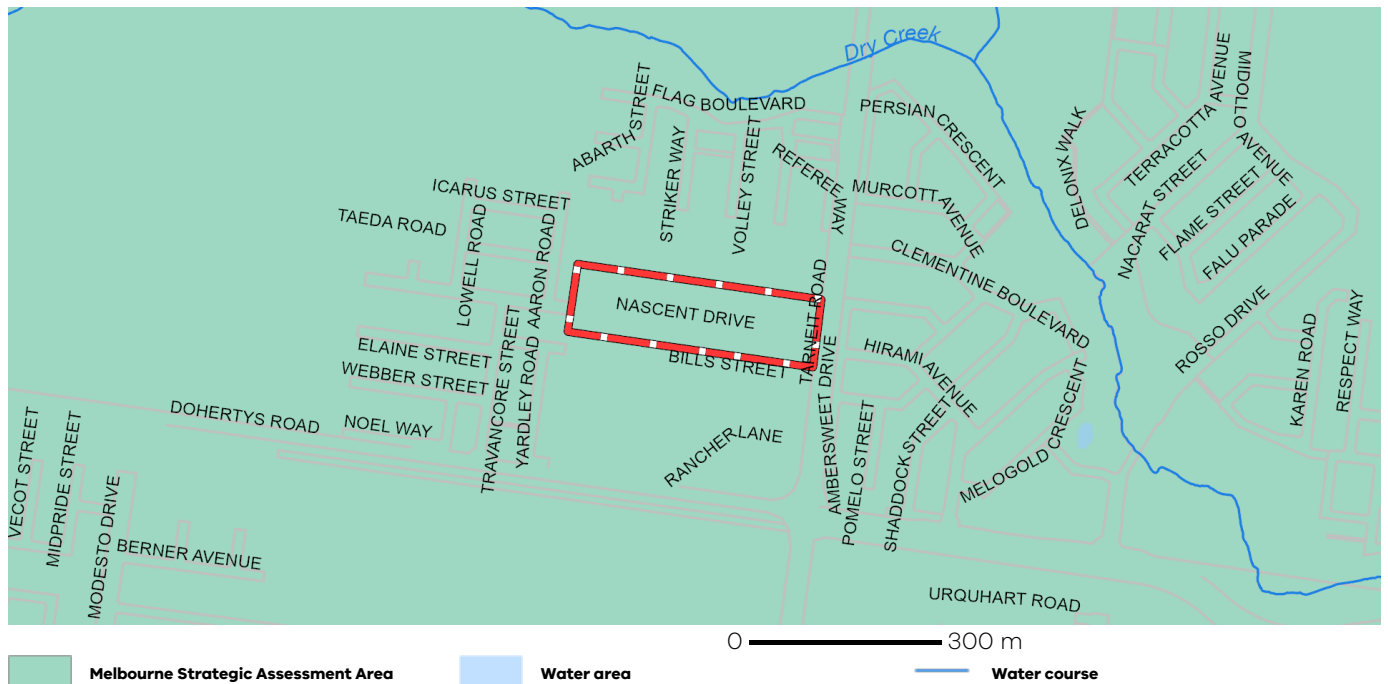 Dry Creek
FLAG BOULEVARD
ABARTH STREET
STRIKER WAY
VOLLEY STREET
REFEREE WAY
PERSIAN CRESCENT
MURCOTT AVENUE
DELONIX WALK
TERRACOTTA AVENUE
MIDOLLO AVENUE
NACARAT STREET
FLAME STREET
FALU PARADE
ICARUS STREET
TAEDA ROAD
LOWELL ROAD
AARON ROAD
CLEMENTINE BOULEVARD
NASCENT DRIVE
TARNEIT ROAD
ROSSO DRIVE
KAREN ROAD
RESPECT WAY
ELAINE STREET
WEBBER STREET
TRAVANCORE STREET
YARDLEY ROAD
BILLS STREET
AMBERSWEET DRIVE
HIRAMI AVENUE
DOHERTYS ROAD
NOEL WAY
RANCHER LANE
POMELO STREET
SHADDOCK STREET
MELOGOLD CRESCENT
VECOT STREET
MIDPRIDE STREET
MODESTO DRIVE
BERNER AVENUE
URQUHART ROAD
0 300 m
Melbourne Strategic Assessment Area
Water area
Water course